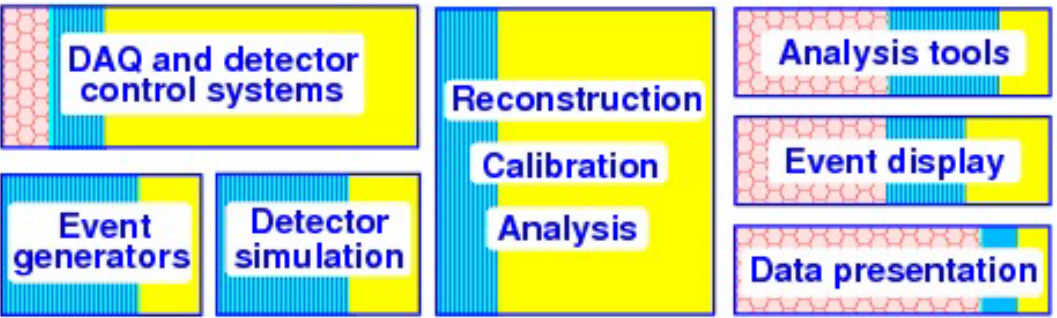 DAQ and detector
control systems
Event
generators
Detector
simulation
Reconstruction
Calibration
Analysis
Analysis tools
Event display
Data presentation